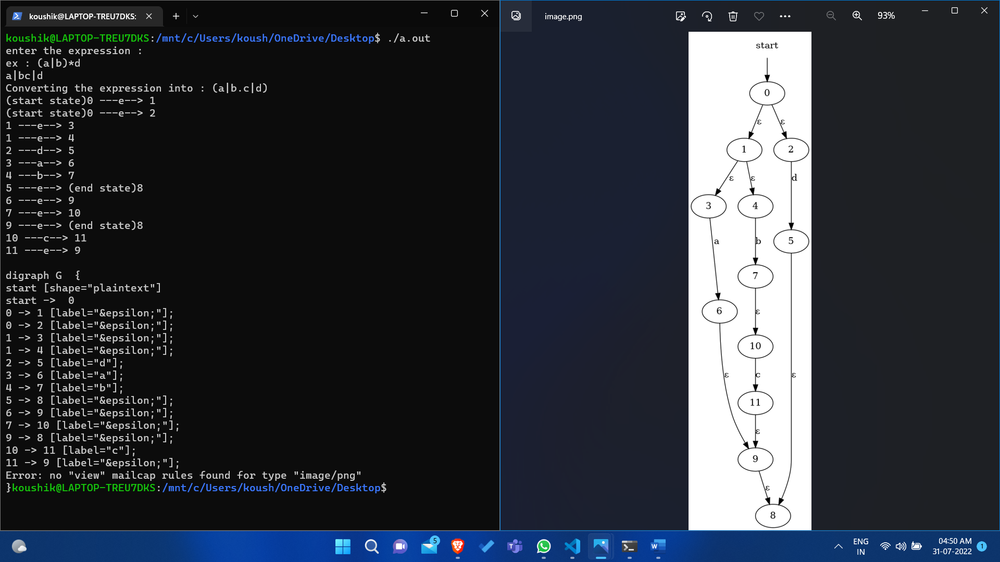 koushik@LAPTOP-TREU7DKS:
koushik@LAPTOP-TREU7DKS:/mnt/c/Users/koush/OneDrive/Desktop$ ./a.out
enter the expression :
ex : (a|b)*d
a|bc|d
Converting the expression into : (a|b.c|d)
(start state)0 ---e--> 1
(start state)0 ---e--> 2
1 ---e--> 3
1 ---e--> 4
2 ---d--> 5
3 ---a--> 6
4 ---b--> 7
5 ---e--> (end state)8
6 ---e--> 9
7 ---e--> 10
9 ---e--> (end state)8
10 ---c--> 11
11 ---e--> 9
digraph G  {
start [shape="plaintext"]
start ->  0
0 -> 1 [label="&epsilon;"];
0 -> 2 [label="&epsilon;"];
1 -> 3 [label="&epsilon;"];
1 -> 4 [label="&epsilon;"];
2 -> 5 [label="d"];
3 -> 6 [label="a"];
4 -> 7 [label="b"];
5 -> 8 [label="&epsilon;"];
6 -> 9 [label="&epsilon;"];
7 -> 10 [label="&epsilon;"];
9 -> 8 [label="&epsilon;"];
10 -> 11 [label="c"];
11 -> 9 [label="&epsilon;"];
Error: no "view" mailcap rules found for type "image/png"
}koushik@LAPTOP-TREU7DKS:/mnt/c/Users/koush/OneDrive/Desktop$
image.png
93%
start
0
ε ε
1 2
ε ε d
3 4
a b 5
7
6 ε
10
ε c ε
11
ε
9
ε
8
5
T
W
ENG
IN
04:50 AM
31-07-2022
1